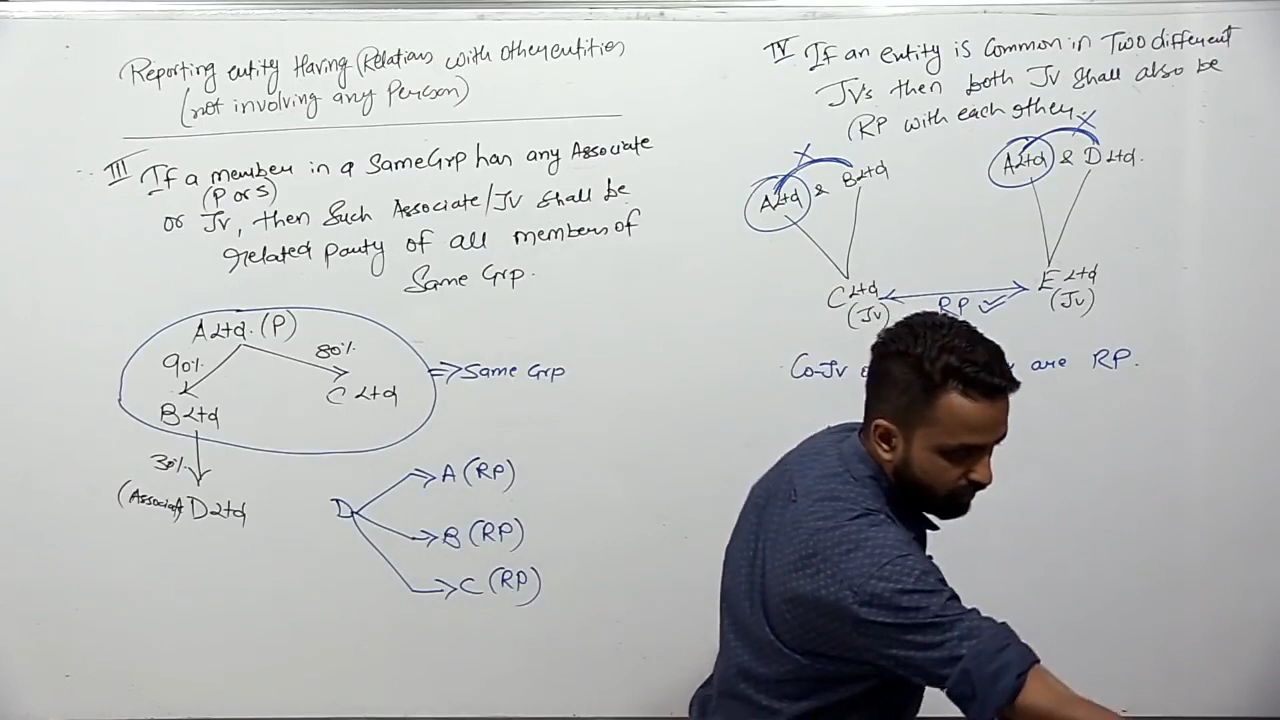 Reporting entity Having Relations with other entities
(not involving any Person)
III If a member in a Same Grp has any Associate
(P or S)
or JV, then Such Associate/JV Shall be
related party of all members of
Same Grp.
A Ltd. (P)
90%
80%
B Ltd
C Ltd
⇒ Same Grp
30%
(Associat) D Ltd
D
A (RP)
B (RP)
C (RP)
IV If an entity is Common in Two different
JV's then both JV Shall also be
RP with each other.
A Ltd & B Ltd
C Ltd
(JV)
A Ltd & D Ltd.
E Ltd
(JV)
RP ✓
Co-JV
are RP.